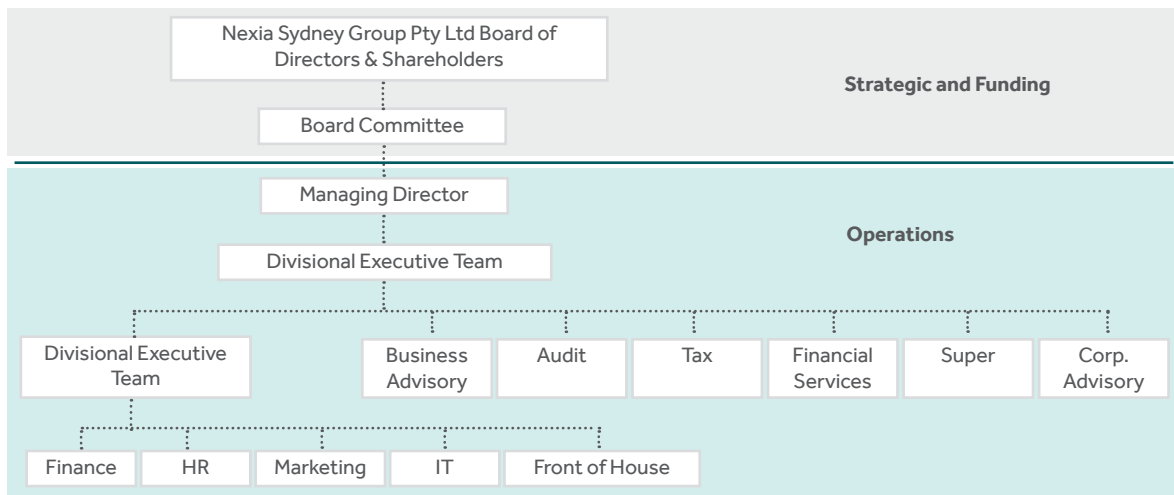 Nexia Sydney Group Pty Ltd Board of
Directors & Shareholders
Strategic and Funding
Board Committee
Managing Director
Operations
Divisional Executive Team
Divisional Executive
Team
Business
Advisory
Audit
Tax
Financial
Services
Super
Corp.
Advisory
Finance
HR
Marketing
IT
Front of House